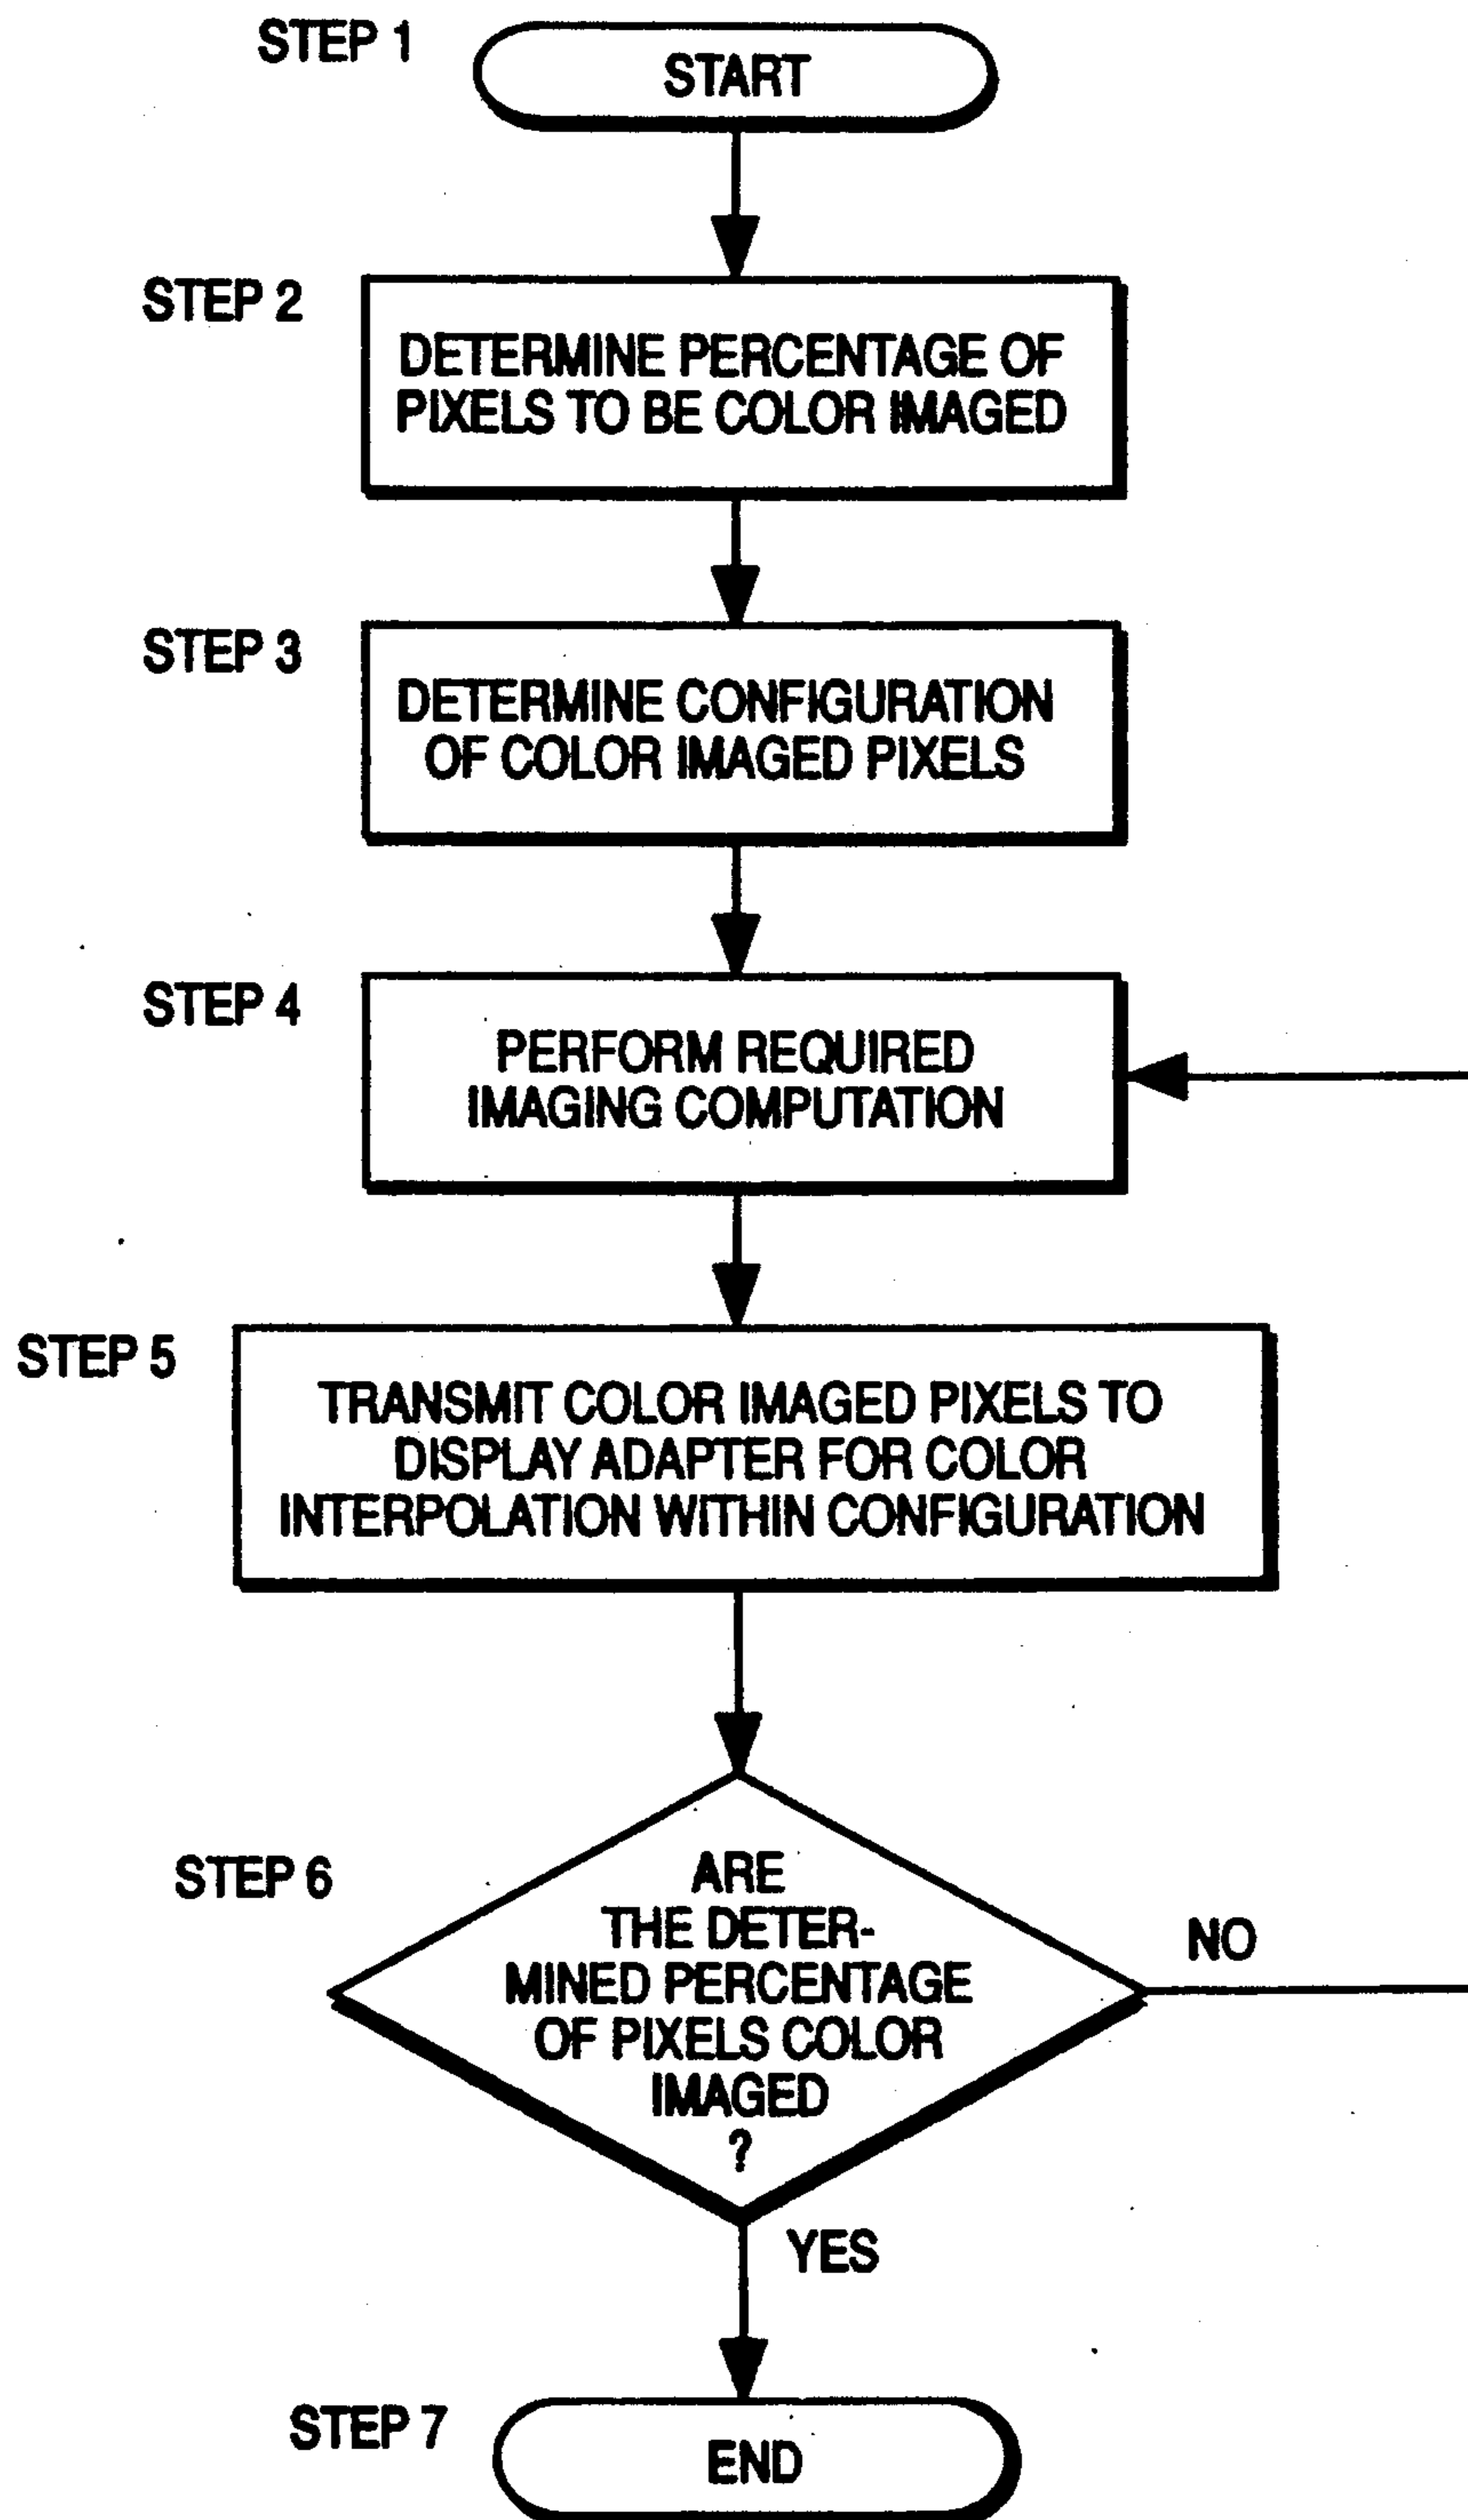 STEP 1
START
STEP 2
DETERMINE PERCENTAGE OF
PIXELS TO BE COLOR IMAGED
STEP 3
DETERMINE CONFIGURATION
OF COLOR IMAGED PIXELS
STEP 4
PERFORM REQUIRED
IMAGING COMPUTATION
STEP 5
TRANSMIT COLOR IMAGED PIXELS TO
DISPLAY ADAPTER FOR COLOR
INTERPOLATION WITHIN CONFIGURATION
STEP 6
ARE
THE DETER-
MINED PERCENTAGE
OF PIXELS COLOR
IMAGED
?
NO
YES
STEP 7
END